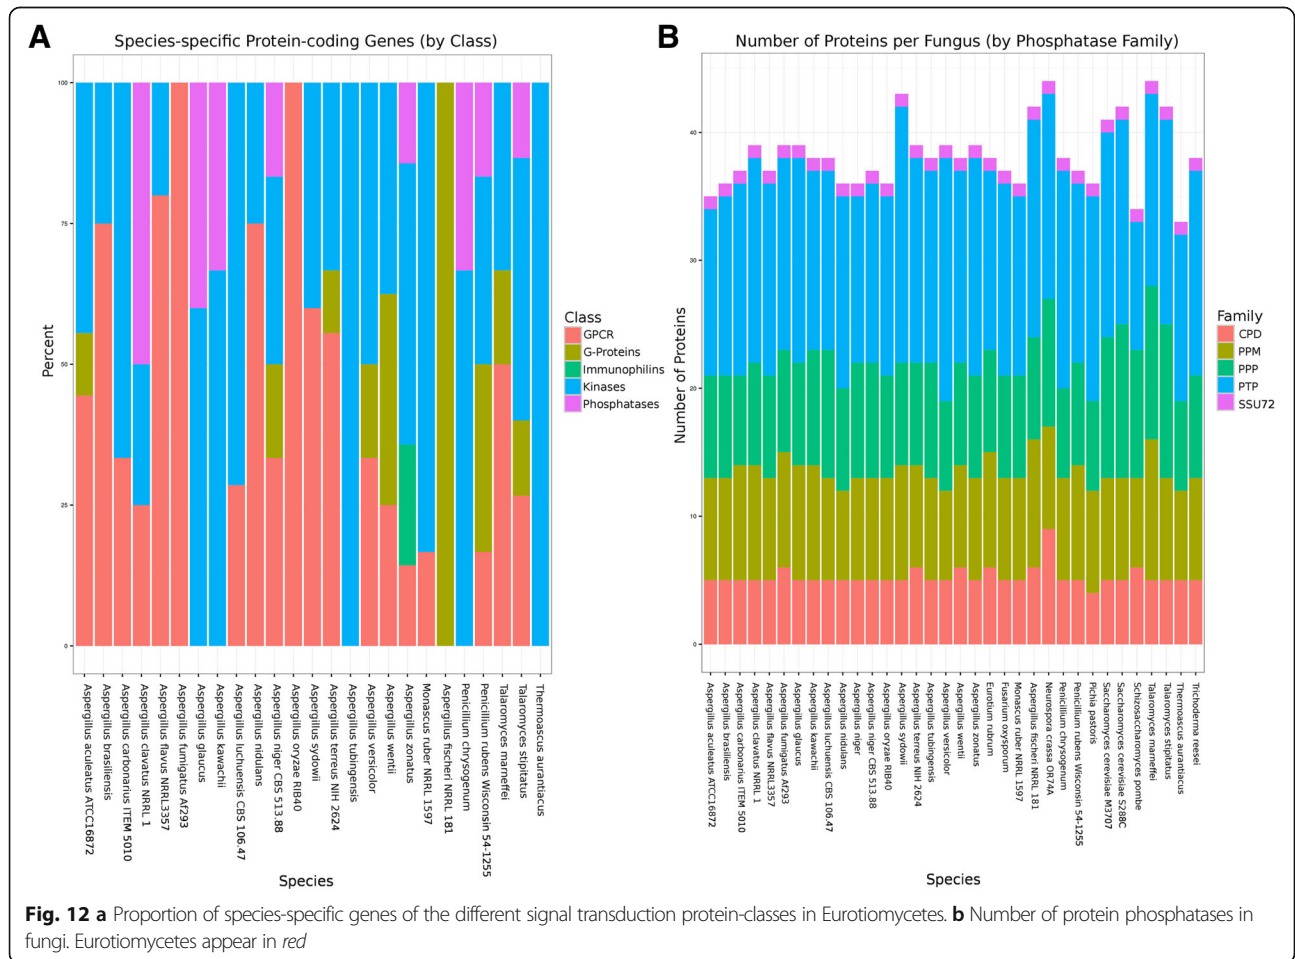 A
Species-specific Protein-coding Genes (by Class)
100
75
50
25
0
Percent
Class
GPCR
G-Proteins
Immunophilins
Kinases
Phosphatases
Aspergillus aculeatus ATCC16872
Aspergillus brasiliensis
Aspergillus carbonarius ITEM 5010
Aspergillus clavatus NRRL 1
Aspergillus flavus NRRL3357
Aspergillus fumigatus Af293
Aspergillus glaucus
Aspergillus kawachii
Aspergillus luchuensis CBS 106.47
Aspergillus nidulans
Aspergillus niger CBS 513.88
Aspergillus oryzae RIB40
Aspergillus sydowii
Aspergillus terreus NIH 2624
Aspergillus tubingensis
Aspergillus versicolor
Aspergillus wentii
Aspergillus zonatus
Monascus ruber NRRL 1597
Aspergillus fischeri NRRL 181
Penicillium chrysogenum
Penicillium rubens Wisconsin 54-1255
Talaromyces marneffei
Talaromyces stipitatus
Thermoascus aurantiacus
Species
B
Number of Proteins per Fungus (by Phosphatase Family)
40
30
20
10
0
Number of Proteins
Family
CPD
PPM
PPP
PTP
SSU72
Aspergillus aculeatus ATCC16872
Aspergillus brasiliensis
Aspergillus carbonarius ITEM 5010
Aspergillus clavatus NRRL 1
Aspergillus flavus NRRL3357
Aspergillus fumigatus Af293
Aspergillus glaucus
Aspergillus kawachii
Aspergillus luchuensis CBS 106.47
Aspergillus nidulans
Aspergillus niger
Aspergillus niger CBS 513.88
Aspergillus oryzae RIB40
Aspergillus sydowii
Aspergillus terreus NIH 2624
Aspergillus tubingensis
Aspergillus versicolor
Aspergillus wentii
Aspergillus zonatus
Eurotium rubrum
Fusarium oxysporum
Monascus ruber NRRL 1597
Aspergillus fischeri NRRL 181
Neurospora crassa OR74A
Penicillium chrysogenum
Penicillium rubens Wisconsin 54-1255
Pichia pastoris
Saccharomyces cerevisiae M3707
Saccharomyces cerevisiae S288C
Schizosaccharomyces pombe
Talaromyces marneffei
Talaromyces stipitatus
Thermoascus aurantiacus
Trichoderma reesei
Species
Fig. 12 a Proportion of species-specific genes of the different signal transduction protein-classes in Eurotiomycetes. b Number of protein phosphatases in
fungi. Eurotiomycetes appear in red